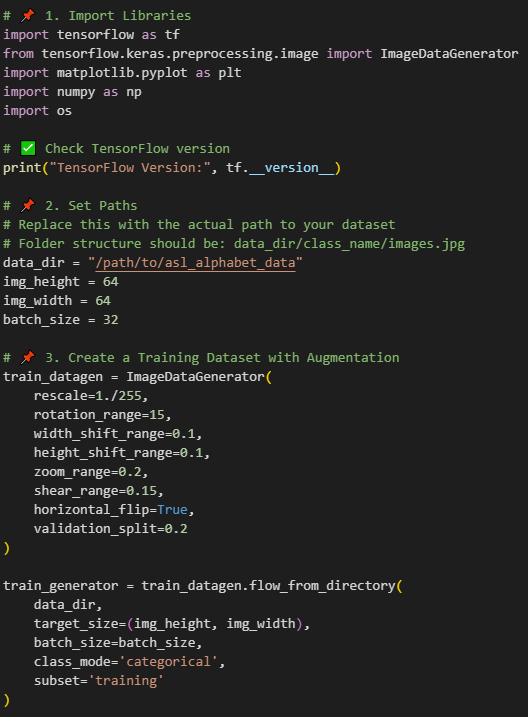 # 📌 1. Import Libraries
import tensorflow as tf
from tensorflow.keras.preprocessing.image import ImageDataGenerator
import matplotlib.pyplot as plt
import numpy as np
import os

# ✅ Check TensorFlow version
print("TensorFlow Version:", tf.__version__)

# 📌 2. Set Paths
# Replace this with the actual path to your dataset
# Folder structure should be: data_dir/class_name/images.jpg
data_dir = "/path/to/asl_alphabet_data"
img_height = 64
img_width = 64
batch_size = 32

# 📌 3. Create a Training Dataset with Augmentation
train_datagen = ImageDataGenerator(
    rescale=1./255,
    rotation_range=15,
    width_shift_range=0.1,
    height_shift_range=0.1,
    zoom_range=0.2,
    shear_range=0.15,
    horizontal_flip=True,
    validation_split=0.2
)

train_generator = train_datagen.flow_from_directory(
    data_dir,
    target_size=(img_height, img_width),
    batch_size=batch_size,
    class_mode='categorical',
    subset='training'
)